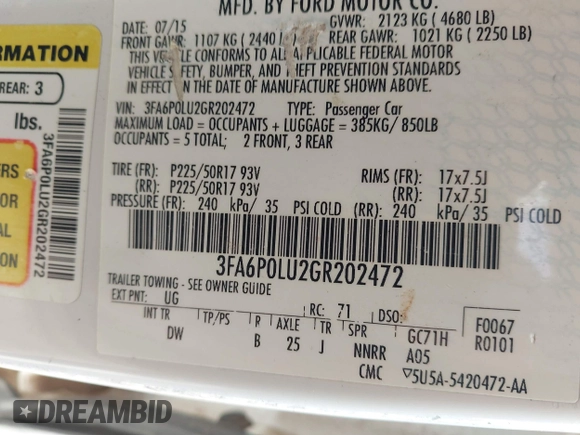 MFD. BY FORD MOTOR CO.
DATE: 07/15 GVWR: 2123 KG (4680 LB)
FRONT GAWR: 1107 KG (2440 REAR GAWR: 1021 KG (2250 LB)
THIS VEHICLE CONFORMS TO ALL APPLICABLE FEDERAL MOTOR
VEHICLE SAFETY, BUMPER, AND THEFT PREVENTION STANDARDS
IN EFFECT ON THE DATE OF MANUFACTURE SHOWN ABOVE.
VIN: 3FA6P0LU2GR202472 TYPE: Passenger Car
MAXIMUM LOAD = OCCUPANTS + LUGGAGE = 385KG/850LB
OCCUPANTS = 5 TOTAL; 2 FRONT, 3 REAR
TIRE (FR): P225/50R17 93V RIMS (FR): 17x7.5J
(RR): P225/50R17 93V (RR): 17x7.5J
PRESSURE (FR): 240 kPa/ 35 PSI COLD (RR): 240 kPa/35 PSI COLD
3FA6P0LU2GR202472
TRAILER TOWING - SEE OWNER GUIDE
EXT PNT: UG RC: 71 DSO: F0067
INT TR TP/PS R AXLE TR SPR GC71H R0101
DW B 25 J NNRR A05
CMC ▽5U5A-5420472-AA
RMATION
REAR: 3
lbs.
3FA6P0LU2GR202472
ERS
OR
AL
ON
DREAMBID